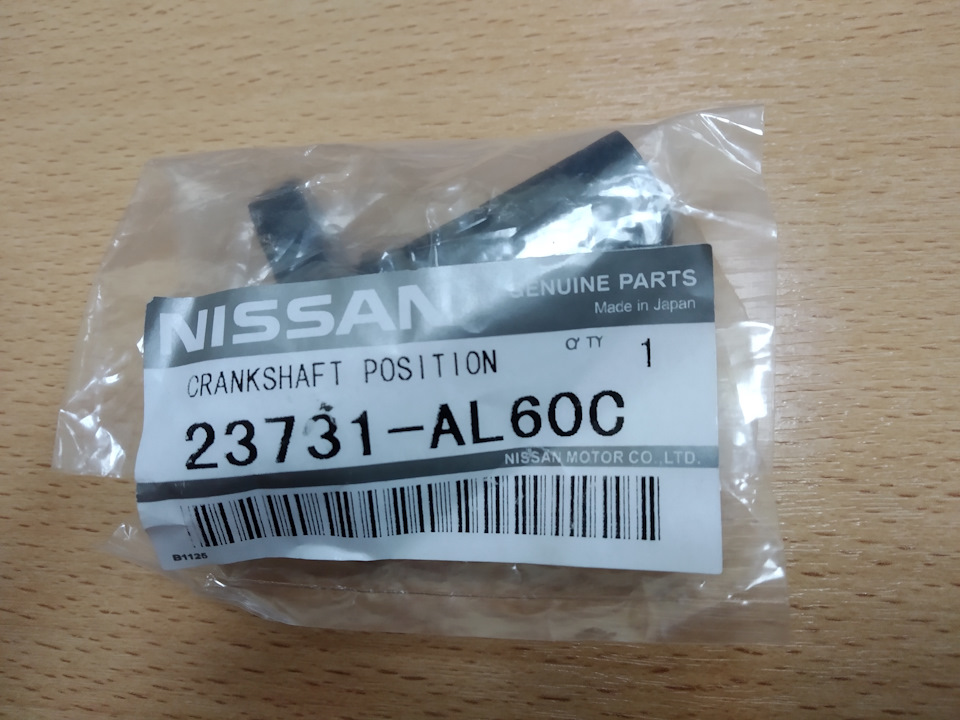 NISSAN
GENUINE PARTS
Made in Japan
CRANKSHAFT POSITION
Q'TY 1
23731-AL60C
NISSAN MOTOR CO.,LTD.
B1125